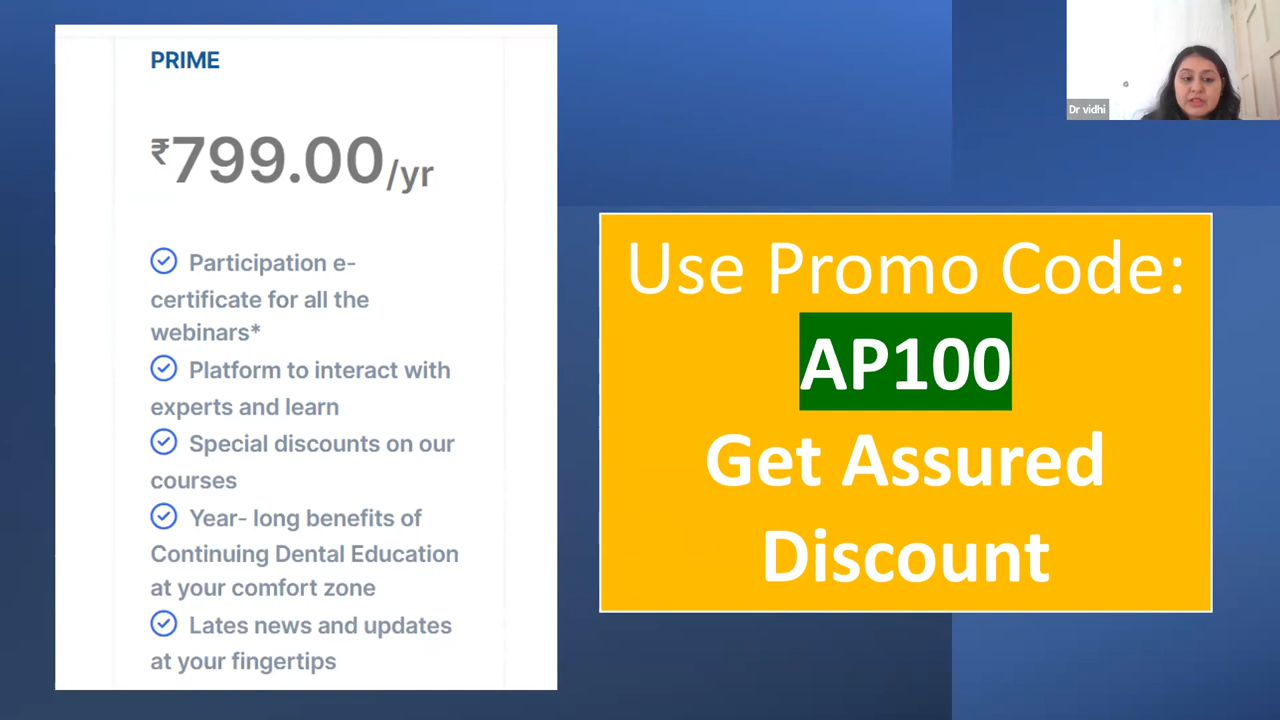 PRIME
₹799.00/yr
Participation e-
certificate for all the
webinars*
Platform to interact with
experts and learn
Special discounts on our
courses
Year- long benefits of
Continuing Dental Education
at your comfort zone
Lates news and updates
at your fingertips
Use Promo Code:
AP100
Get Assured
Discount
Dr vidhi